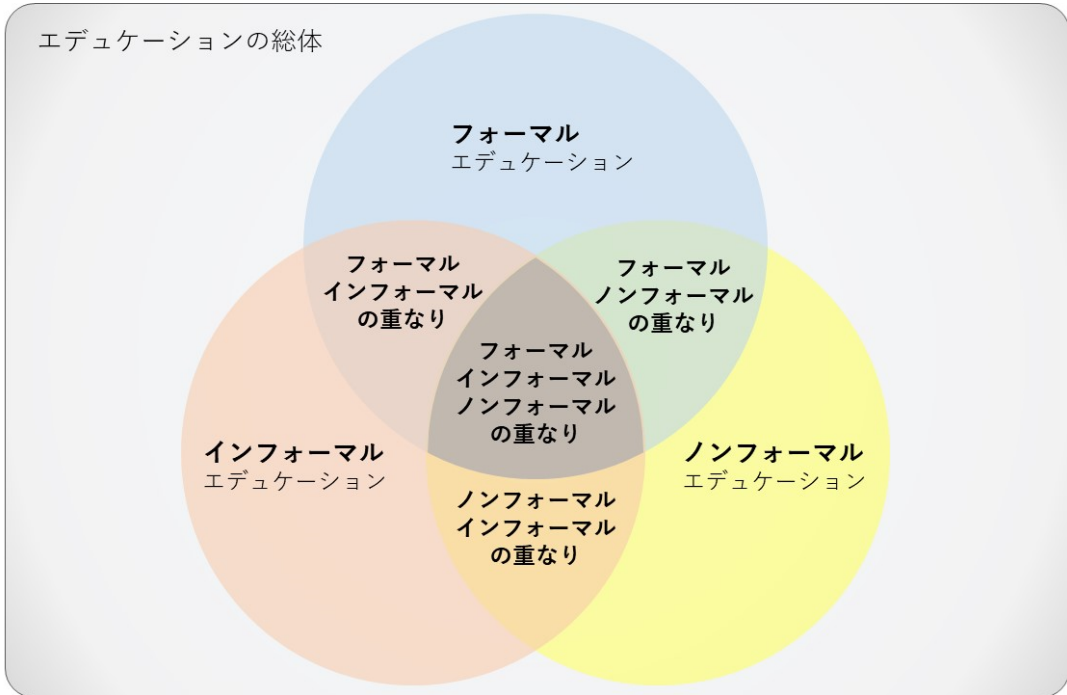 エデュケーションの総体
フォーマル
エデュケーション
フォーマル
インフォーマル
の重なり
フォーマル
ノンフォーマル
の重なり
フォーマル
インフォーマル
ノンフォーマル
の重なり
インフォーマル
エデュケーション
ノンフォーマル
エデュケーション
ノンフォーマル
インフォーマル
の重なり